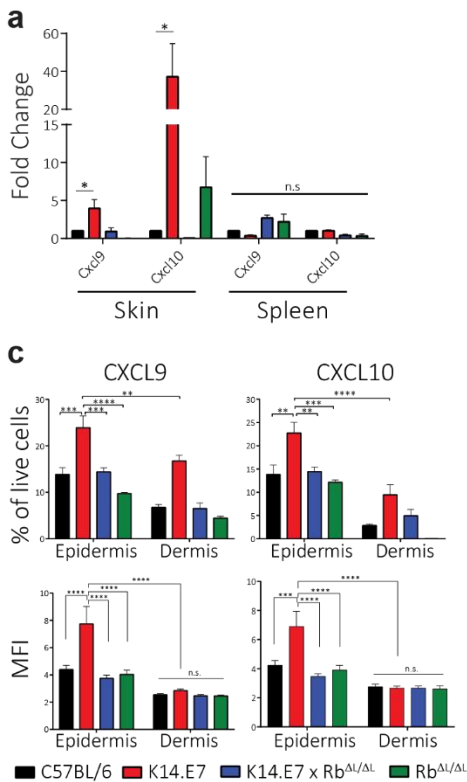 a
Fold Change
60
40
20
10
5
0
*
*
n.s
Cxcl9
Cxcl10
Cxcl9
Cxcl10
Skin
Spleen
c
CXCL9
CXCL10
% of live cells
30
20
10
0
**
****
*** ***
Epidermis
Dermis
25
20
15
10
5
0
****
***
** **
Epidermis
Dermis
MFI
10
8
6
4
2
0
****
**** ****
****
n.s.
Epidermis
Dermis
8
6
4
2
0
****
*** ****
****
n.s.
Epidermis
Dermis
C57BL/6 K14.E7 K14.E7 x Rb^ΔL/ΔL Rb^ΔL/ΔL